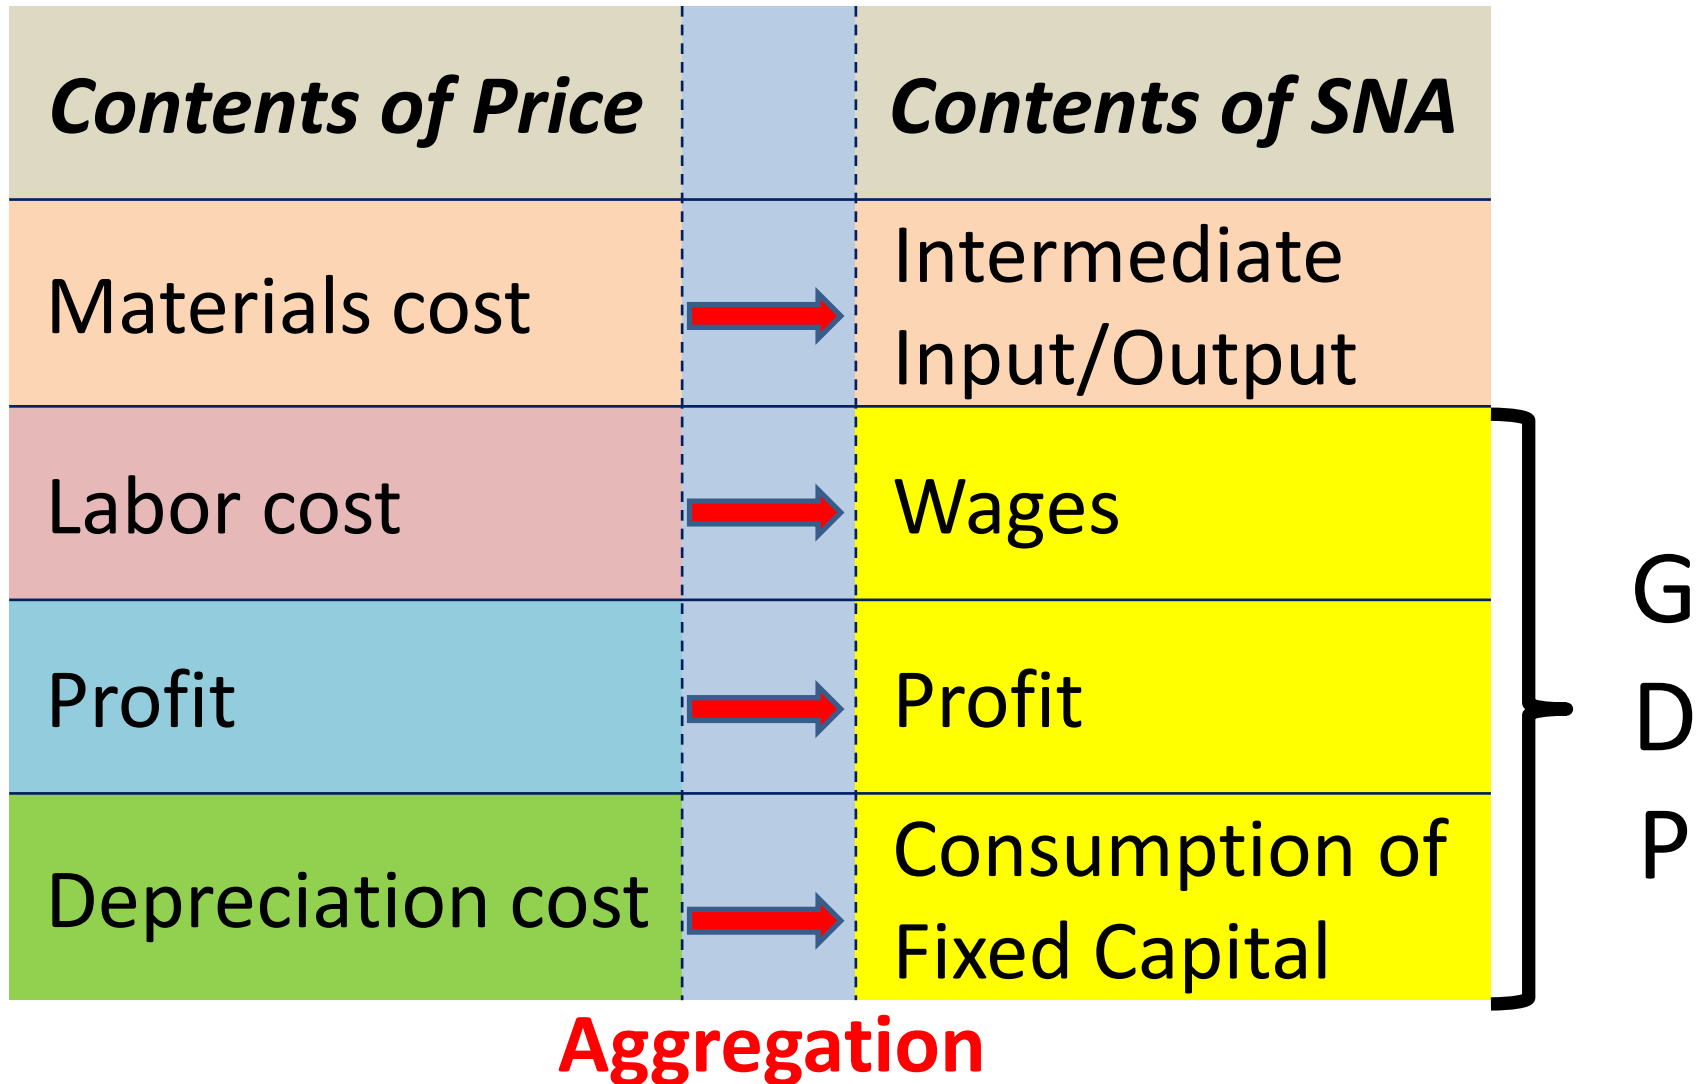 Contents of Price
Contents of SNA
Materials cost
Intermediate
Input/Output
Labor cost
Wages
Profit
Profit
Depreciation cost
Consumption of
Fixed Capital
G
D
P
Aggregation